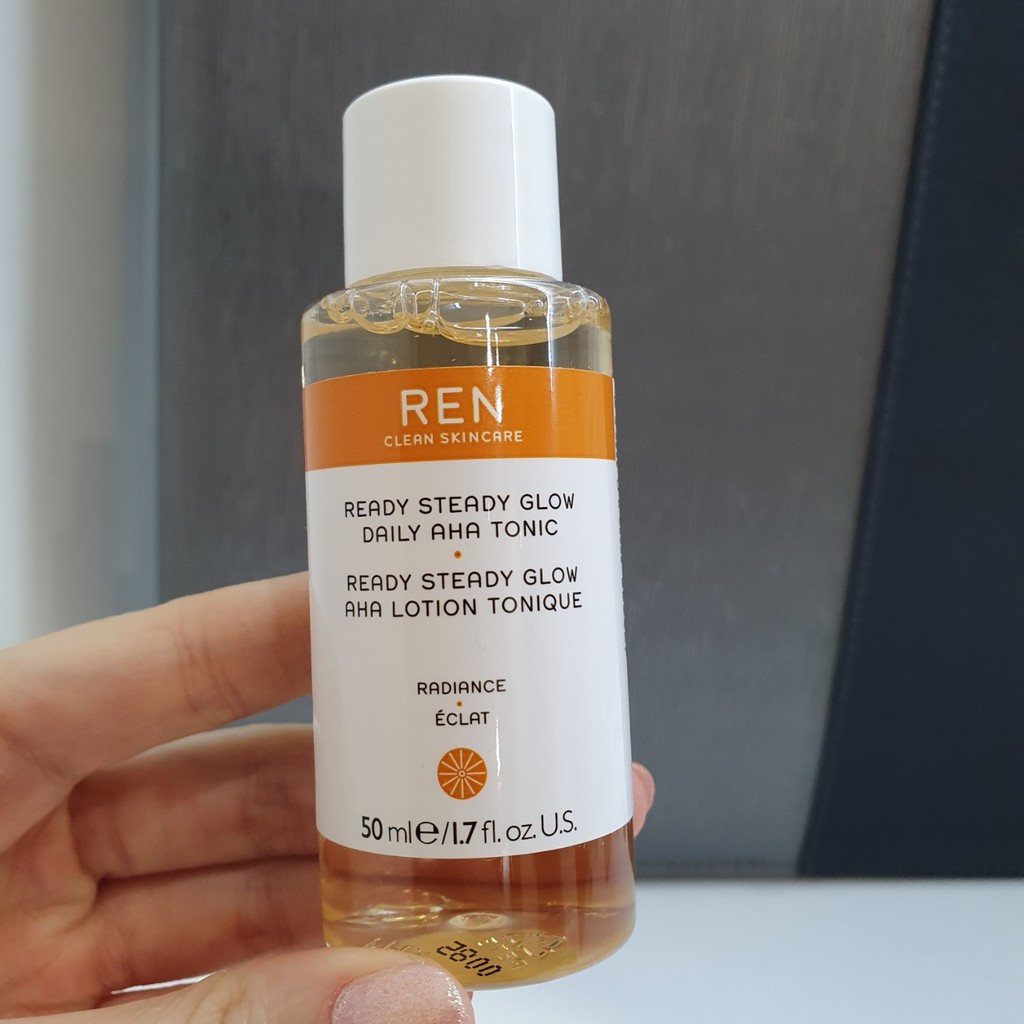 REN
CLEAN SKINCARE
READY STEADY GLOW
DAILY AHA TONIC
READY STEADY GLOW
AHA LOTION TONIQUE
RADIANCE
ÉCLAT
50 ml℮/1.7 fl. oz. U.S.
2800